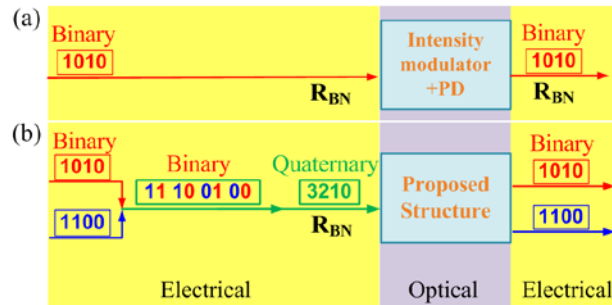 (a)
Binary
1010
R_BN
Intensity
modulator
+PD
Binary
1010
R_BN
(b)
Binary
1010
1100
Binary
11 10 01 00
Quaternary
3210
R_BN
Proposed
Structure
Binary
1010
1100
Electrical
Optical
Electrical